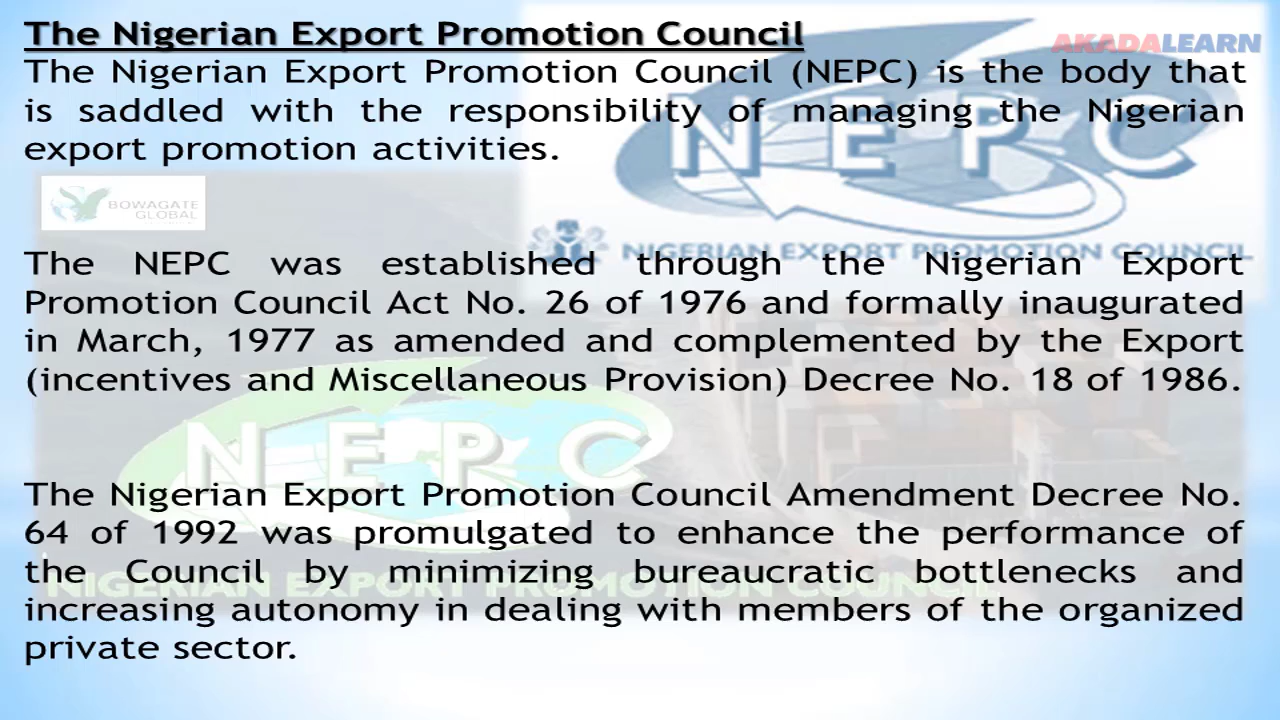 The Nigerian Export Promotion Council
AKADALEARN
The Nigerian Export Promotion Council (NEPC) is the body that
is saddled with the responsibility of managing the Nigerian
export promotion activities.
NEPC
BOWAGATE
GLOBAL
NIGERIAN EXPORT PROMOTION COUNCIL
The NEPC was established through the Nigerian Export
Promotion Council Act No. 26 of 1976 and formally inaugurated
in March, 1977 as amended and complemented by the Export
(incentives and Miscellaneous Provision) Decree No. 18 of 1986.
NEPC
The Nigerian Export Promotion Council Amendment Decree No.
64 of 1992 was promulgated to enhance the performance of
the Council by minimizing bureaucratic bottlenecks and
NIGERIAN EXPORT PROMOTION COUNCIL
increasing autonomy in dealing with members of the organized
private sector.